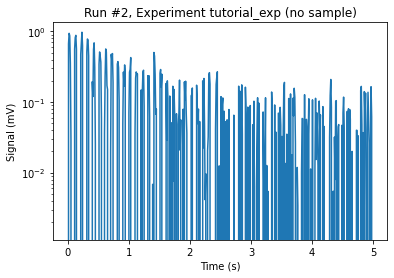 Run #2, Experiment tutorial_exp (no sample)
Signal (mV)
10⁰
10⁻¹
10⁻²
0 1 2 3 4 5
Time (s)